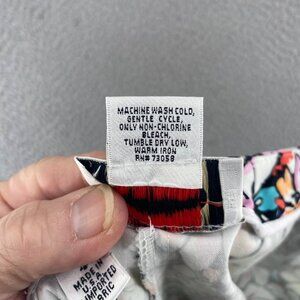 MACHINE WASH COLD,
GENTLE CYCLE,
ONLY NON-CHLORINE
BLEACH,
TUMBLE DRY LOW,
WARM IRON
RN# 73058
MADE IN
U.S.A.
IMPORTED
FABRIC